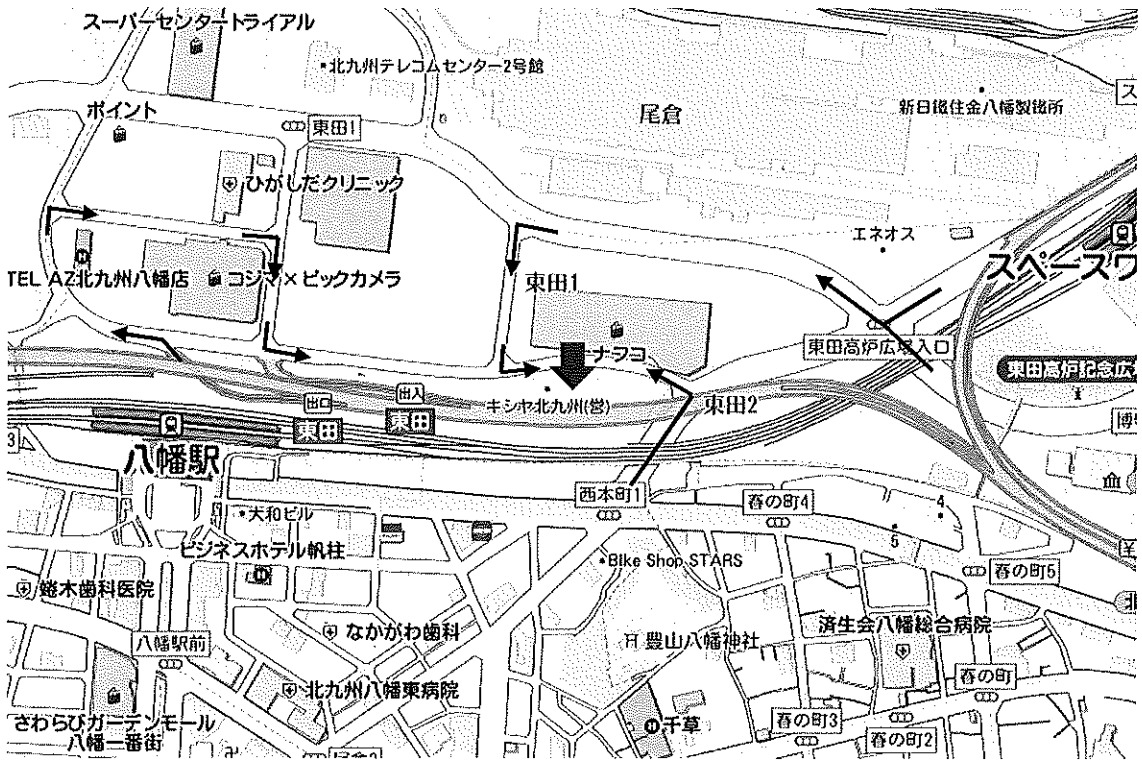 スーパーセンタートライアル
北九州テレコムセンター2号館
尾倉
新日鐵住金八幡製鐵所
ス
ポイント
東田1
ひがしだクリニック
エネオス
スペースワ
TEL AZ北九州八幡店
コジマ×ビックカメラ
東田1
ナフコ
東田高炉広場入口
東田高炉記念広
出口
出入
キシヤ北九州(営)
東田2
東田
東田
博
3
八幡駅
西本町1
春の町4
4
大和ビル
5
ビジネスホテル帆柱
Bike Shop STARS
春の町5
蜷木歯科医院
北
なかがわ歯科
済生会八幡総合病院
八幡駅前
豊山八幡神社
北九州八幡東病院
春の町
さわらびガーデンモール
八幡一番街
千草
春の町3
春の町2
尾倉2